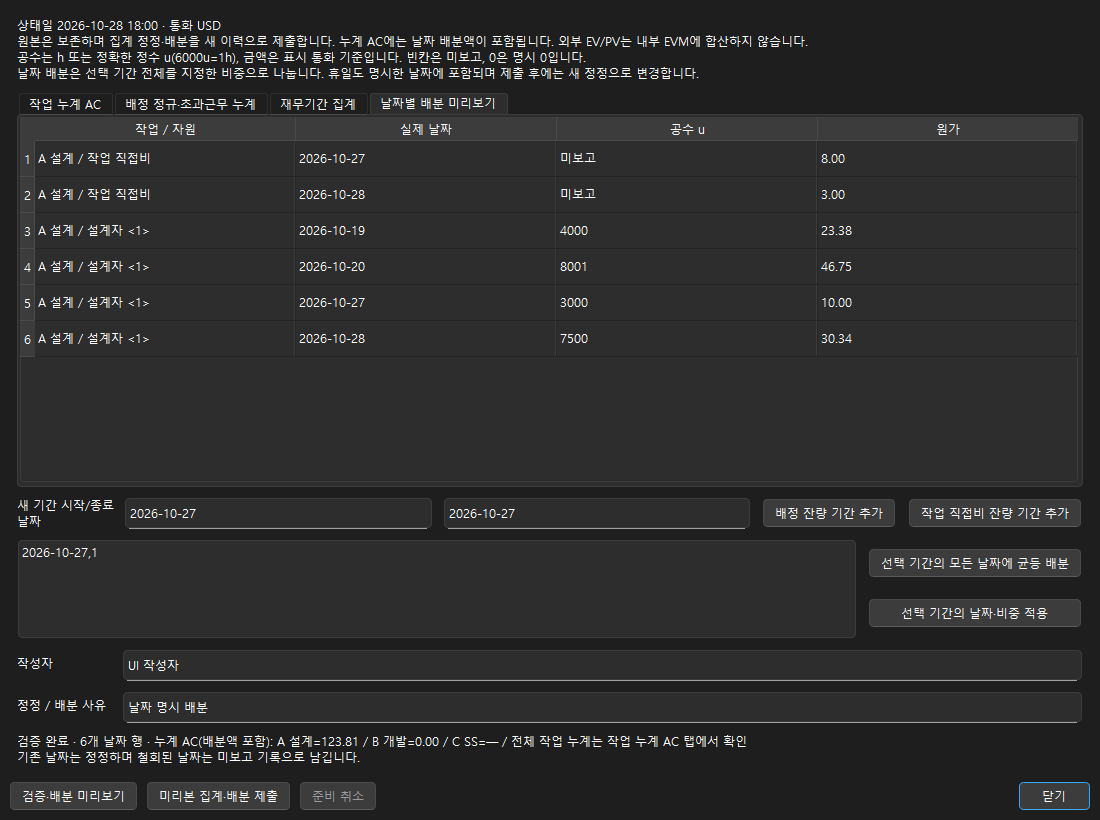 상태일 2026-10-28 18:00 · 통화 USD
원본은 보존하며 집계 정정·배분을 새 이력으로 제출합니다. 누계 AC에는 날짜 배분액이 포함됩니다. 외부 EV/PV는 내부 EVM에 합산하지 않습니다.
공수는 h 또는 정확한 정수 u(6000u=1h), 금액은 표시 통화 기준입니다. 빈칸은 미보고, 0은 명시 0입니다.
날짜 배분은 선택 기간 전체를 지정한 비중으로 나눕니다. 휴일도 명시한 날짜에 포함되며 제출 후에는 새 정정으로 변경합니다.
작업 누계 AC 배정 정규·초과근무 누계 재무기간 집계 날짜별 배분 미리보기
작업 / 자원 실제 날짜 공수 u 원가
1 A 설계 / 작업 직접비 2026-10-27 미보고 8.00
2 A 설계 / 작업 직접비 2026-10-28 미보고 3.00
3 A 설계 / 설계자 <1> 2026-10-19 4000 23.38
4 A 설계 / 설계자 <1> 2026-10-20 8001 46.75
5 A 설계 / 설계자 <1> 2026-10-27 3000 10.00
6 A 설계 / 설계자 <1> 2026-10-28 7500 30.34
새 기간 시작/종료
날짜
2026-10-27 2026-10-27 배정 잔량 기간 추가 작업 직접비 잔량 기간 추가
2026-10-27,1
선택 기간의 모든 날짜에 균등 배분
선택 기간의 날짜·비중 적용
작성자 UI 작성자
정정 / 배분 사유 날짜 명시 배분
검증 완료 · 6개 날짜 행 · 누계 AC(배분액 포함): A 설계=123.81 / B 개발=0.00 / C SS=— / 전체 작업 누계는 작업 누계 AC 탭에서 확인
기존 날짜는 정정하며 철회된 날짜는 미보고 기록으로 남깁니다.
검증·배분 미리보기 미리본 집계·배분 제출 준비 취소 닫기